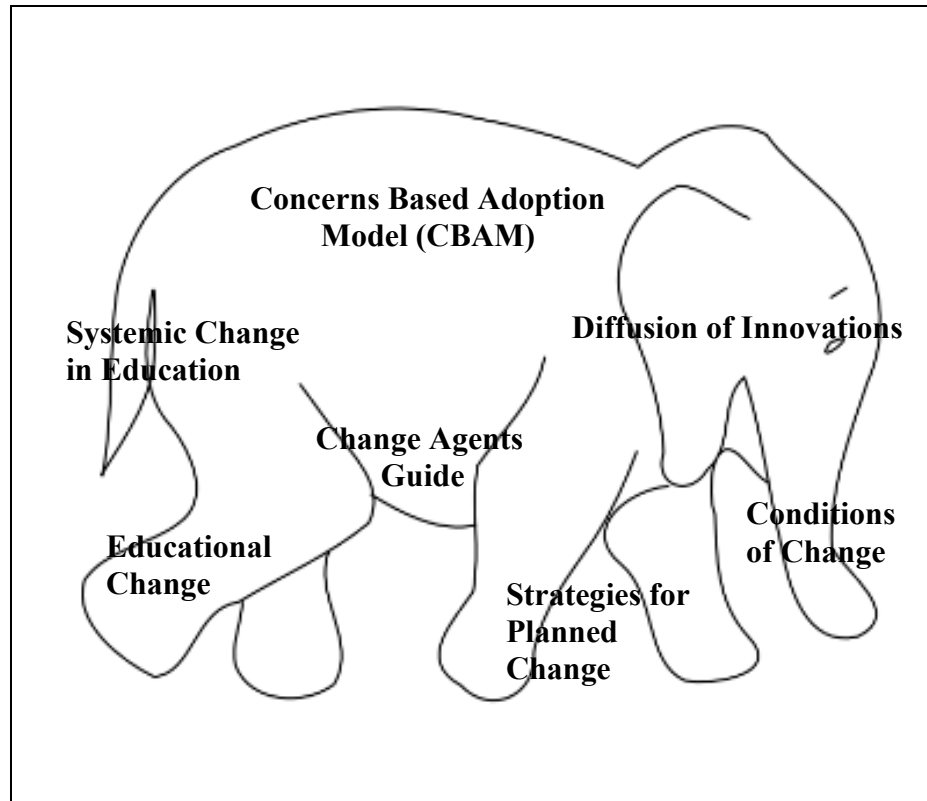 Concerns Based Adoption
Model (CBAM)
Systemic Change
in Education
Diffusion of Innovations
Change Agents
Guide
Educational
Change
Conditions
of Change
Strategies for
Planned
Change